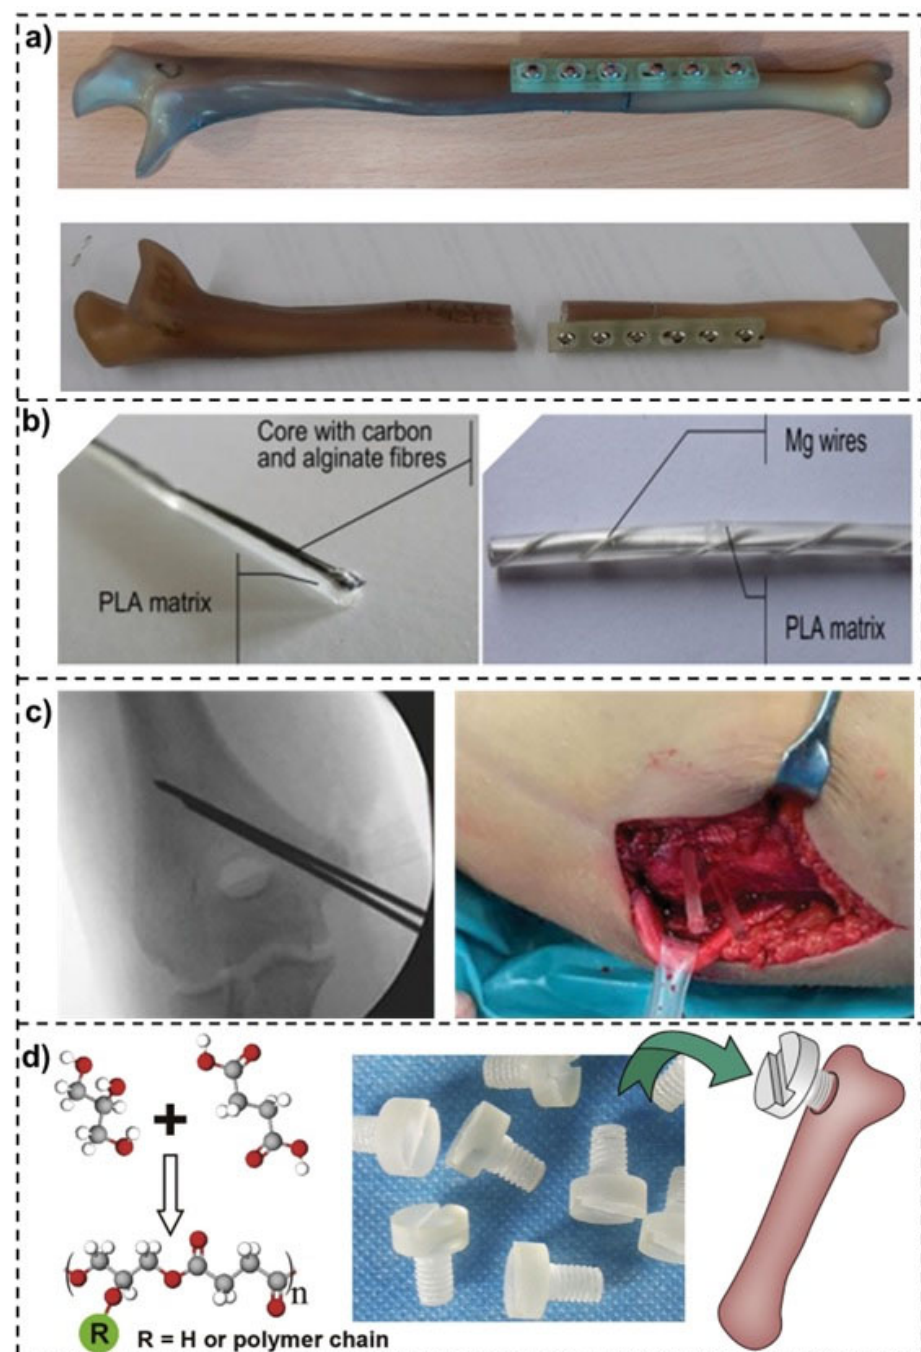 a)
b)
Core with carbon
and alginate fibres
PLA matrix
Mg wires
PLA matrix
c)
d)
n
R
R = H or polymer chain